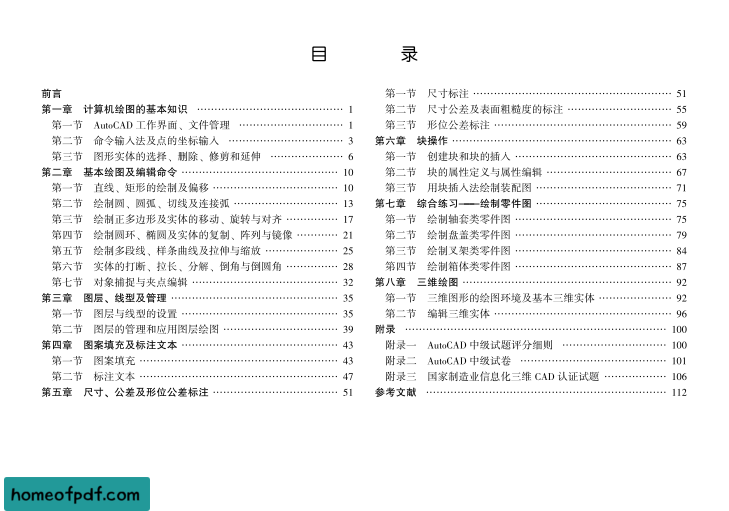 目　录
前言
第一章　计算机绘图的基本知识 …………………………………… 1
第一节　AutoCAD 工作界面、文件管理 ………………………… 1
第二节　命令输入法及点的坐标输入 …………………………… 3
第三节　图形实体的选择、删除、修剪和延伸 ………………… 6
第二章　基本绘图及编辑命令 …………………………………… 10
第一节　直线、矩形的绘制及偏移 ……………………………… 10
第二节　绘制圆、圆弧、切线及连接弧 ………………………… 13
第三节　绘制正多边形及实体的移动、旋转与对齐 …………… 17
第四节　绘制圆环、椭圆及实体的复制、阵列与镜像 ………… 21
第五节　绘制多段线、样条曲线及拉伸与缩放 ………………… 25
第六节　实体的打断、拉长、分解、倒角与倒圆角 …………… 28
第七节　对象捕捉与夹点编辑 …………………………………… 32
第三章　图层、线型及管理 ……………………………………… 35
第一节　图层与线型的设置 ……………………………………… 35
第二节　图层的管理和应用图层绘图 …………………………… 39
第四章　图案填充及标注文本 …………………………………… 43
第一节　图案填充 ………………………………………………… 43
第二节　标注文本 ………………………………………………… 47
第五章　尺寸、公差及形位公差标注 …………………………… 51
第一节　尺寸标注 ………………………………………………… 51
第二节　尺寸公差及表面粗糙度的标注 ………………………… 55
第三节　形位公差标注 …………………………………………… 59
第六章　块操作 …………………………………………………… 63
第一节　创建块和块的插入 ……………………………………… 63
第二节　块的属性定义与属性编辑 ……………………………… 67
第三节　用块插入法绘制装配图 ………………………………… 71
第七章　综合练习——绘制零件图 ……………………………… 75
第一节　绘制轴套类零件图 ……………………………………… 75
第二节　绘制盘盖类零件图 ……………………………………… 79
第三节　绘制叉架类零件图 ……………………………………… 84
第四节　绘制箱体类零件图 ……………………………………… 87
第八章　三维绘图 ………………………………………………… 92
第一节　三维图形的绘图环境及基本三维实体 ………………… 92
第二节　编辑三维实体 …………………………………………… 96
附录 ………………………………………………………………… 100
附录一　AutoCAD 中级试题评分细则 …………………………… 100
附录二　AutoCAD 中级试卷 ……………………………………… 101
附录三　国家制造业信息化三维 CAD 认证试题 ……………… 106
参考文献 …………………………………………………………… 112
homeofpdf.com